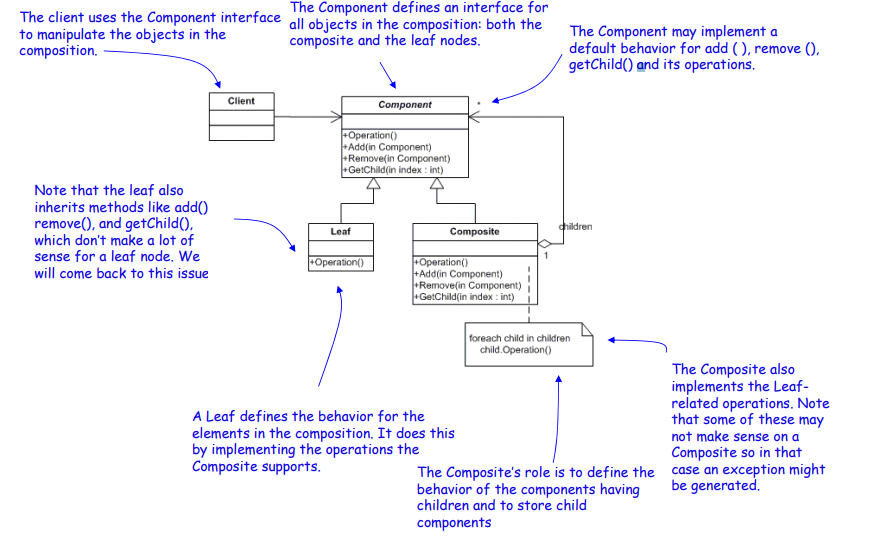 The client uses the Component interface
to manipulate the objects in the
composition.
The Component defines an interface for
all objects in the composition: both the
composite and the leaf nodes.
The Component may implement a
default behavior for add ( ), remove (),
getChild() and its operations.
Client
Component
*
+Operation()
+Add(in Component)
+Remove(in Component)
+GetChild(in index : int)
Note that the leaf also
inherits methods like add()
remove(), and getChild(),
which don't make a lot of
sense for a leaf node. We
will come back to this issue
Leaf
+Operation()
Composite
+Operation()
+Add(in Component)
+Remove(in Component)
+GetChild(in index : int)
children
1
foreach child in children
child.Operation()
The Composite also
implements the Leaf-
related operations. Note
that some of these may
not make sense on a
Composite so in that
case an exception might
be generated.
A Leaf defines the behavior for the
elements in the composition. It does this
by implementing the operations the
Composite supports.
The Composite's role is to define the
behavior of the components having
children and to store child
components